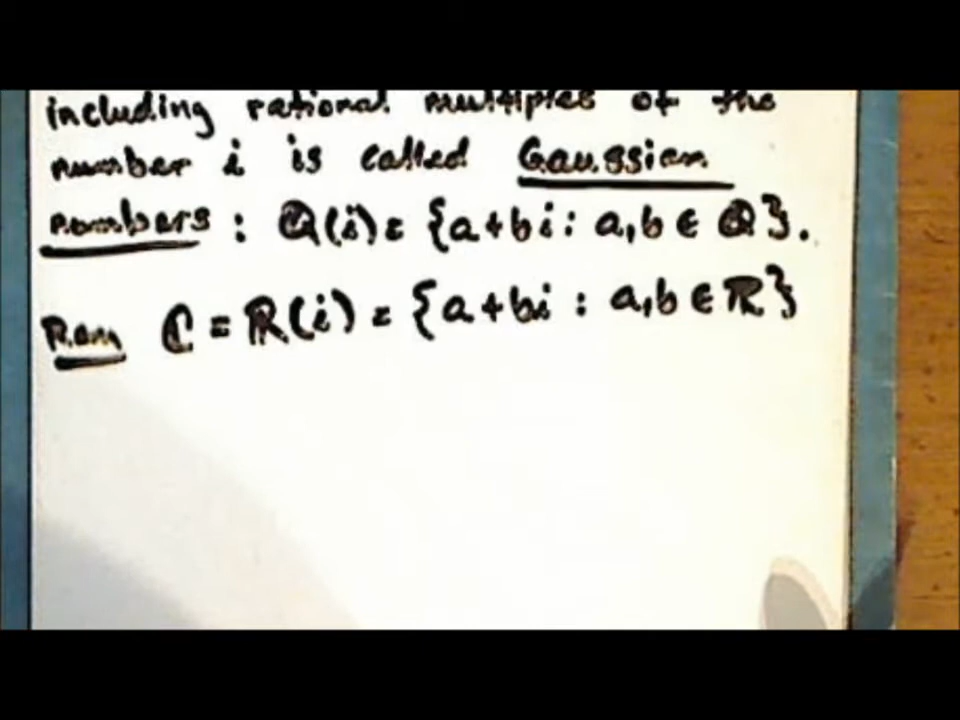 including rational multiples of the
number i is called Gaussian
numbers : ℚ(i) = {a+bi : a,b ∈ ℚ}.
Rem ℂ = ℝ(i) = {a+bi : a,b ∈ ℝ}